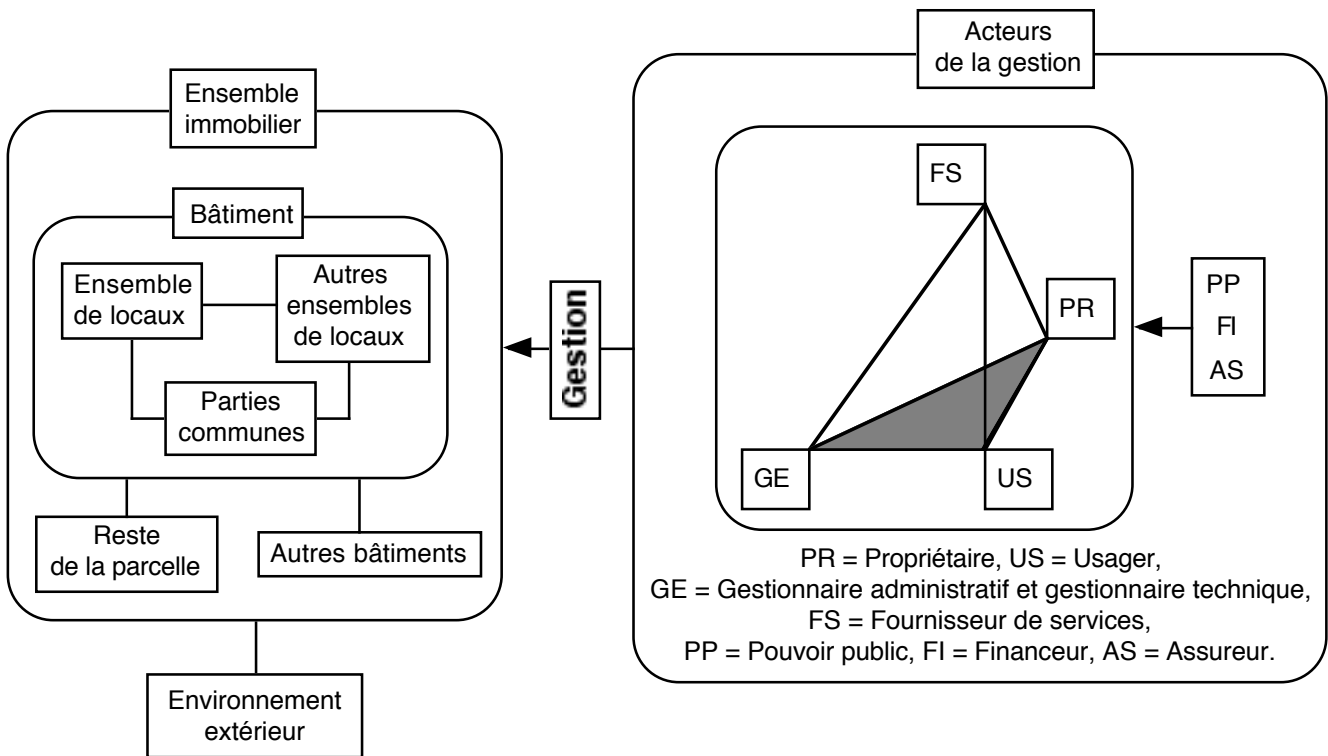 Ensemble
immobilier
Bâtiment
Ensemble
de locaux
Autres
ensembles
de locaux
Parties
communes
Reste
de la parcelle
Autres bâtiments
Environnement
extérieur
Gestion
Acteurs
de la gestion
FS
PR
GE
US
PP
FI
AS
PR = Propriétaire, US = Usager,
GE = Gestionnaire administratif et gestionnaire technique,
FS = Fournisseur de services,
PP = Pouvoir public, FI = Financeur, AS = Assureur.